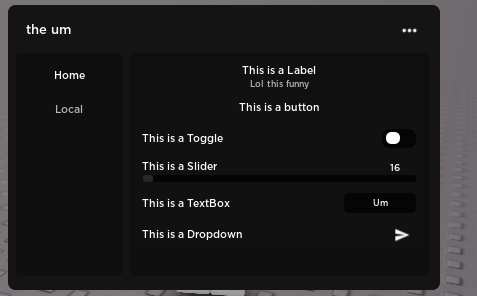 the um
Home
Local
This is a Label
Lol this funny
This is a button
This is a Toggle
This is a Slider
16
This is a TextBox
Um
This is a Dropdown